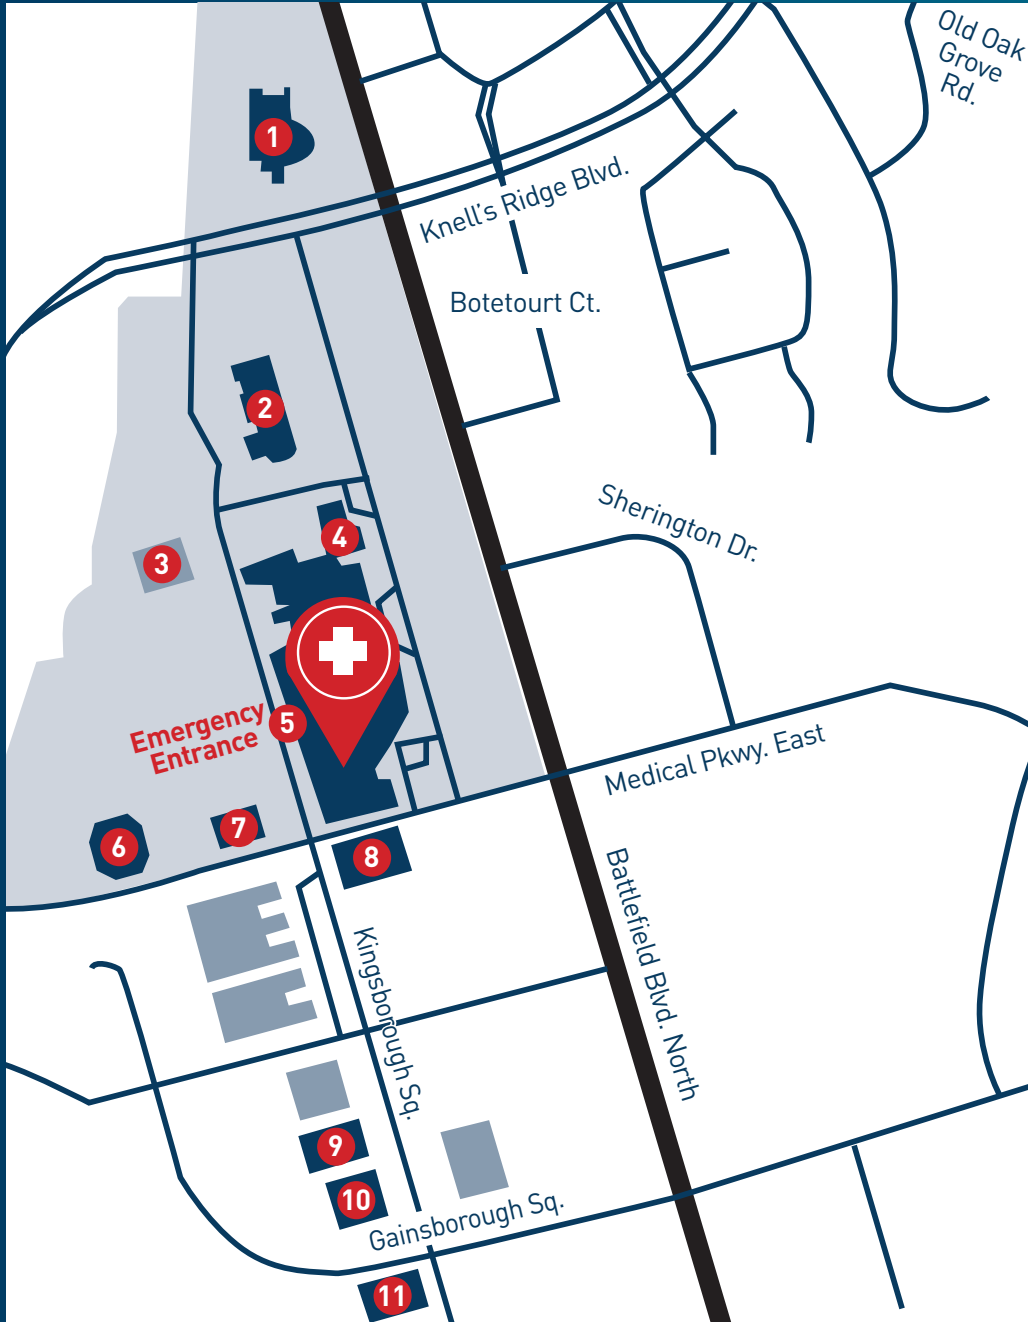 Old Oak
Grove
Rd.
1
Knell's Ridge Blvd.
Botetourt Ct.
2
Sherington Dr.
4
3
Emergency
Entrance
5
Medical Pkwy. East
7
6
8
Battlefield Blvd. North
Kingsborough Sq.
9
10
Gainsborough Sq.
11